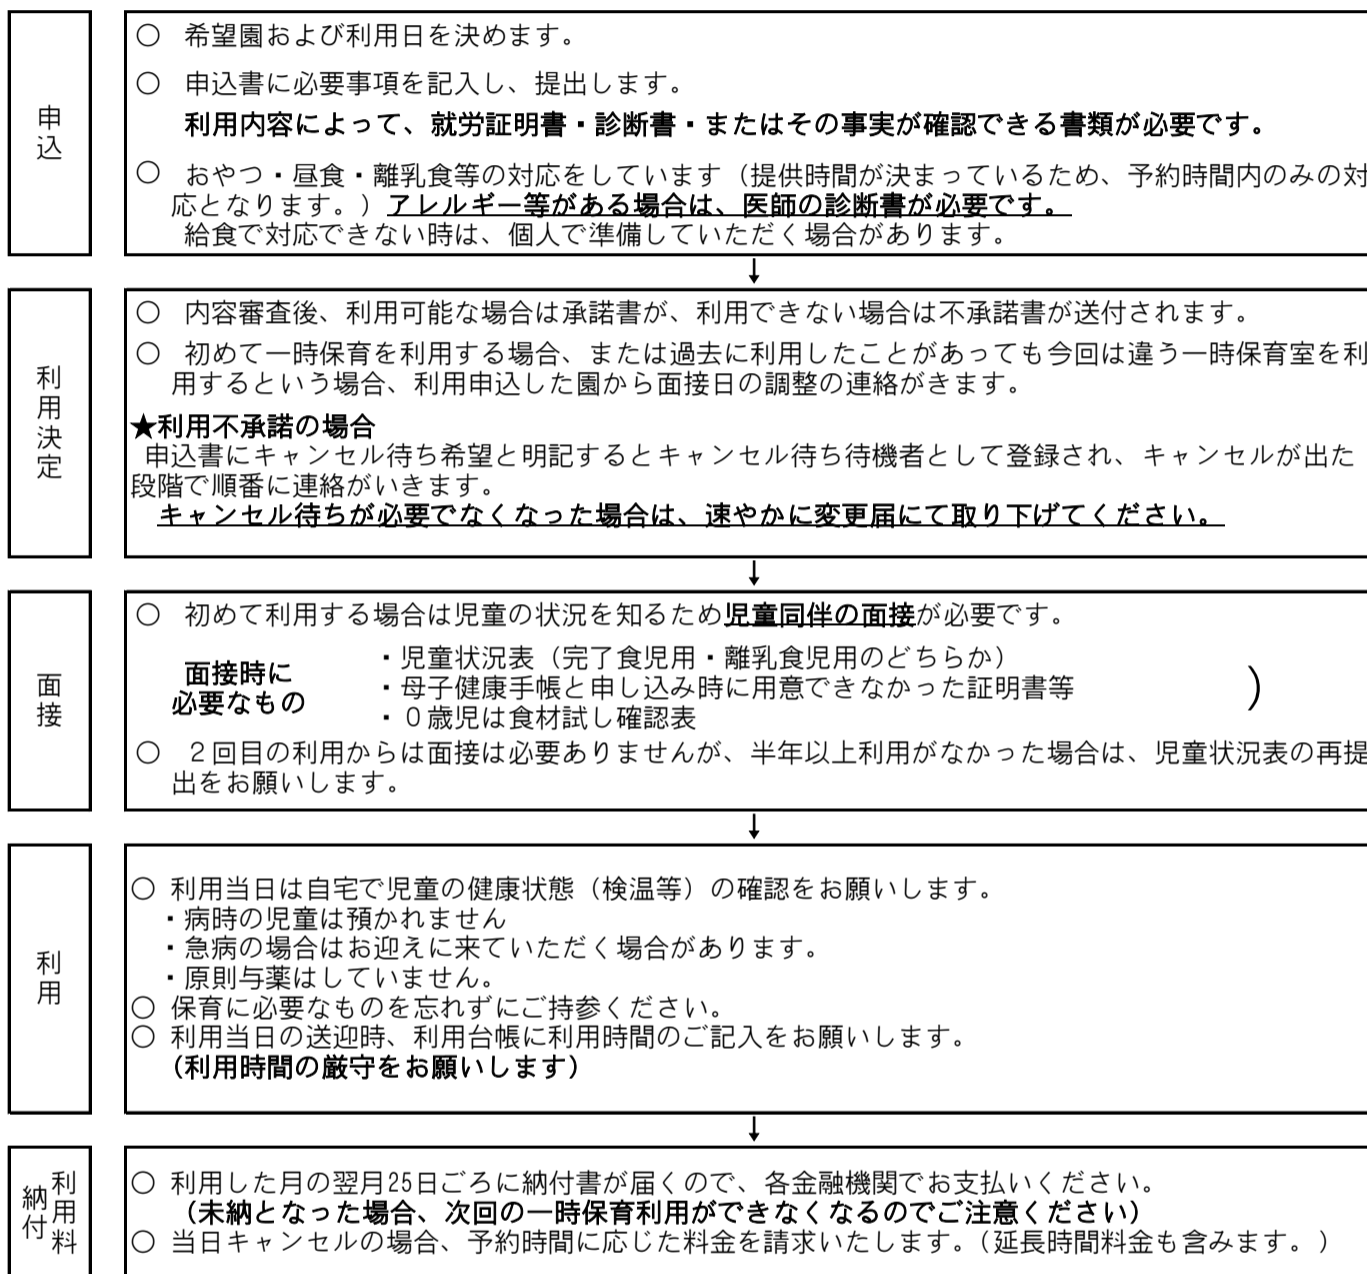 申込
○ 希望園および利用日を決めます。
○ 申込書に必要事項を記入し、提出します。
利用内容によって、就労証明書・診断書・またはその事実が確認できる書類が必要です。
○ おやつ・昼食・離乳食等の対応をしています（提供時間が決まっているため、予約時間内のみの対
応となります。）アレルギー等がある場合は、医師の診断書が必要です。
給食で対応できない時は、個人で準備していただく場合があります。
↓
利用決定
○ 内容審査後、利用可能な場合は承諾書が、利用できない場合は不承諾書が送付されます。
○ 初めて一時保育を利用する場合、または過去に利用したことがあっても今回は違う一時保育室を利
用するという場合、利用申込した園から面接日の調整の連絡がきます。
★利用不承諾の場合
申込書にキャンセル待ち希望と明記するとキャンセル待ち待機者として登録され、キャンセルが出た
段階で順番に連絡がいきます。
キャンセル待ちが必要でなくなった場合は、速やかに変更届にて取り下げてください。
↓
面接
○ 初めて利用する場合は児童の状況を知るため児童同伴の面接が必要です。
面接時に
必要なもの
・児童状況表（完了食児用・離乳食児用のどちらか）
・母子健康手帳と申し込み時に用意できなかった証明書等
・０歳児は食材試し確認表
）
○ ２回目の利用からは面接は必要ありませんが、半年以上利用がなかった場合は、児童状況表の再提
出をお願いします。
↓
利用
○ 利用当日は自宅で児童の健康状態（検温等）の確認をお願いします。
・病時の児童は預かれません
・急病の場合はお迎えに来ていただく場合があります。
・原則与薬はしていません。
○ 保育に必要なものを忘れずにご持参ください。
○ 利用当日の送迎時、利用台帳に利用時間のご記入をお願いします。
（利用時間の厳守をお願いします）
↓
利用料
納付
○ 利用した月の翌月25日ごろに納付書が届くので、各金融機関でお支払いください。
（未納となった場合、次回の一時保育利用ができなくなるのでご注意ください）
○ 当日キャンセルの場合、予約時間に応じた料金を請求いたします。（延長時間料金も含みます。）